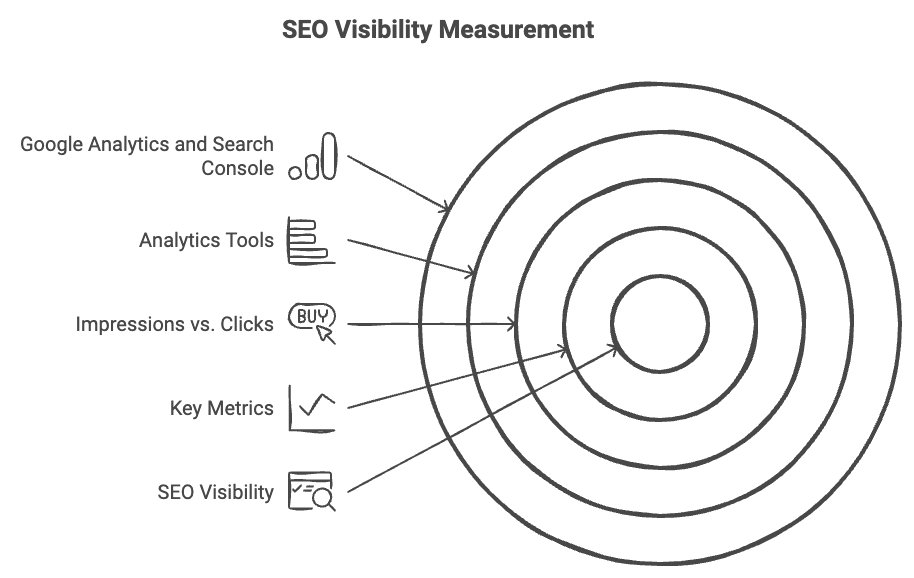 SEO Visibility Measurement
Google Analytics and Search
Console
Analytics Tools
Impressions vs. Clicks
BUY
Key Metrics
SEO Visibility